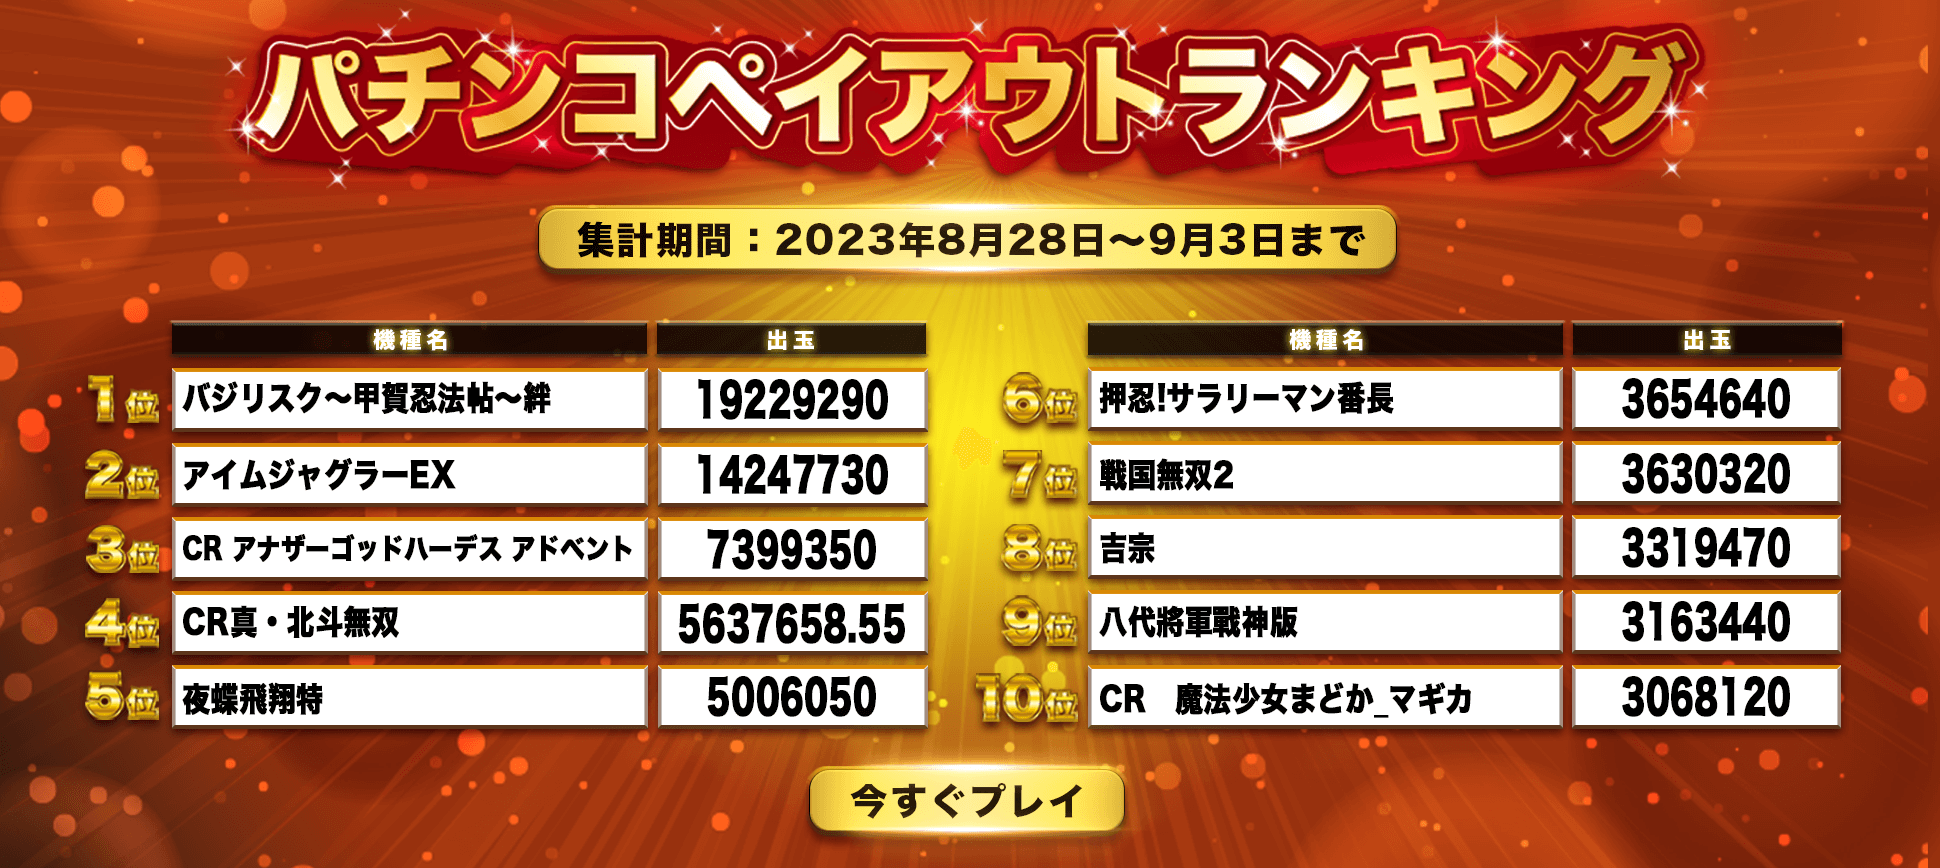 パチンコペイアウトランキング
集計期間：2023年8月28日～9月3日まで
機種名 出玉
1位 バジリスク～甲賀忍法帖～絆 19229290
2位 アイムジャグラーEX 14247730
3位 CR アナザーゴッドハーデス アドベント 7399350
4位 CR真・北斗無双 5637658.55
5位 夜蝶飛翔特 5006050
機種名 出玉
6位 押忍!サラリーマン番長 3654640
7位 戦国無双2 3630320
8位 吉宗 3319470
9位 八代將軍戰神版 3163440
10位 CR　魔法少女まどか_マギカ 3068120
今すぐプレイ